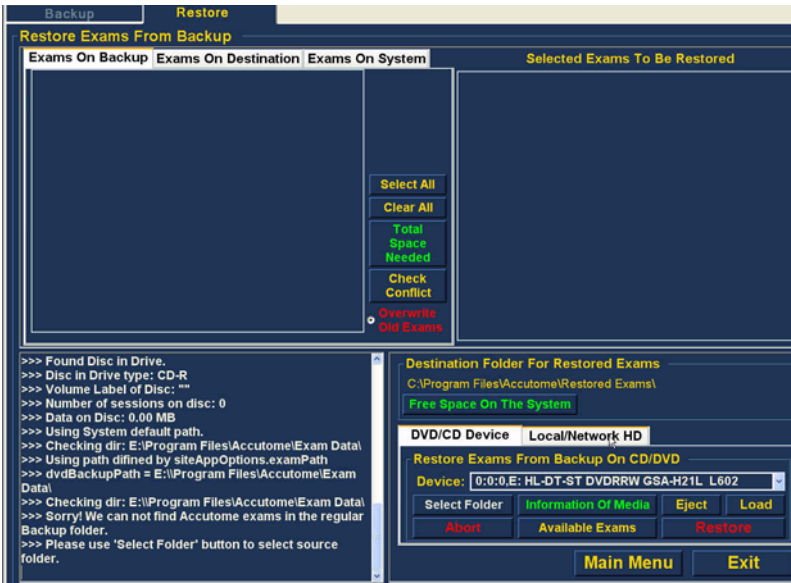 Backup Restore
Restore Exams From Backup
Exams On Backup Exams On Destination Exams On System
Selected Exams To Be Restored
Select All
Clear All
Total
Space
Needed
Check
Conflict
Overwrite
Old Exams
>>> Found Disc in Drive.
>>> Disc in Drive type: CD-R
>>> Volume Label of Disc: ""
>>> Number of sessions on disc: 0
>>> Data on Disc: 0.00 MB
>>> Using System default path.
>>> Checking dir: E:\Program Files\Accutome\Exam Data\
>>> Using path difined by siteAppOptions.examPath
>>> dvdBackupPath = E:\\Program Files\Accutome\Exam
Data\
>>> Checking dir: E:\\Program Files\Accutome\Exam Data\
>>> Sorry! We can not find Accutome exams in the regular
Backup folder.
>>> Please use 'Select Folder' button to select source
folder.
Destination Folder For Restored Exams
C:\Program Files\Accutome\Restored Exams\
Free Space On The System
DVD/CD Device Local/Network HD
Restore Exams From Backup On CD/DVD
Device: 0:0:0,E: HL-DT-ST DVDRRW GSA-H21L L602
Select Folder Information Of Media Eject Load
Abort Available Exams Restore
Main Menu Exit